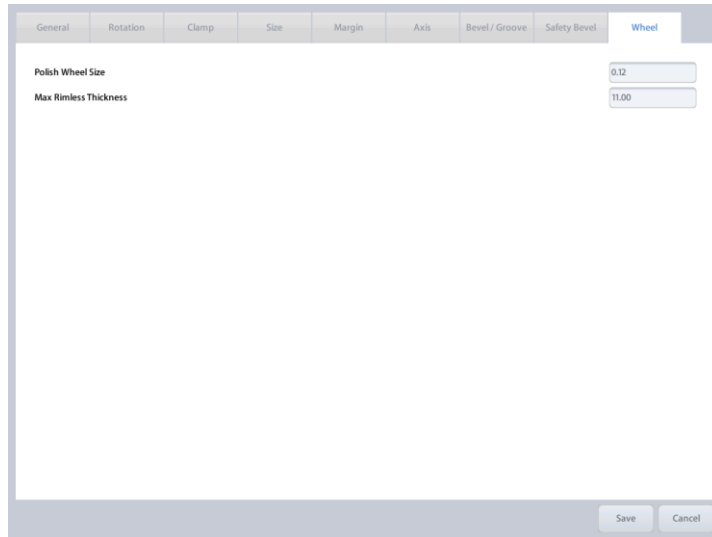 General Rotation Clamp Size Margin Axis Bevel / Groove Safety Bevel Wheel
Polish Wheel Size 0.12
Max Rimless Thickness 11.00
Save Cancel